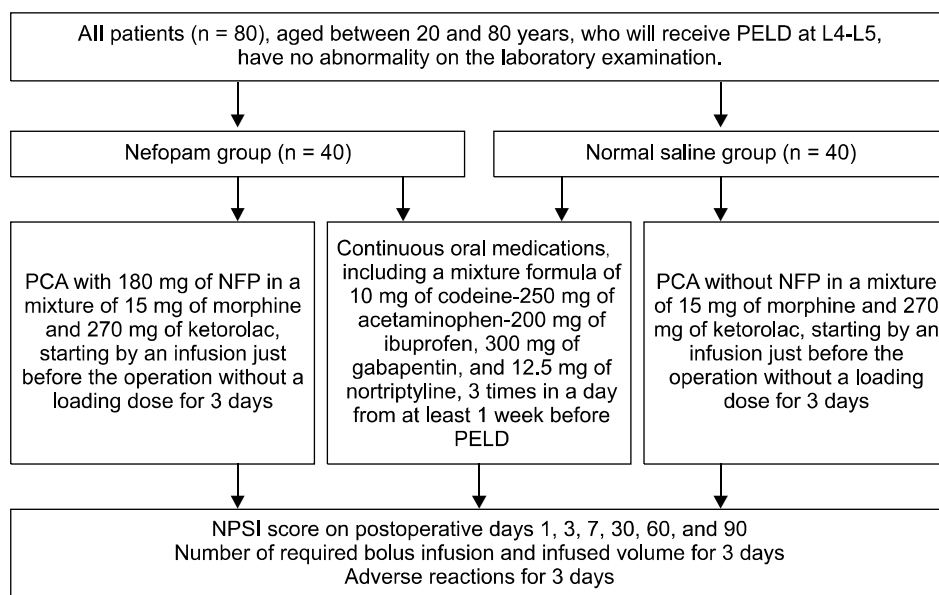 All patients (n = 80), aged between 20 and 80 years, who will receive PELD at L4-L5,
have no abnormality on the laboratory examination.
Nefopam group (n = 40)
Normal saline group (n = 40)
PCA with 180 mg of NFP in a
mixture of 15 mg of morphine
and 270 mg of ketorolac,
starting by an infusion just
before the operation without a
loading dose for 3 days
Continuous oral medications,
including a mixture formula of
10 mg of codeine-250 mg of
acetaminophen-200 mg of
ibuprofen, 300 mg of
gabapentin, and 12.5 mg of
nortriptyline, 3 times in a day
from at least 1 week before
PELD
PCA without NFP in a mixture
of 15 mg of morphine and 270
mg of ketorolac, starting by an
infusion just before the
operation without a loading
dose for 3 days
NPSI score on postoperative days 1, 3, 7, 30, 60, and 90
Number of required bolus infusion and infused volume for 3 days
Adverse reactions for 3 days